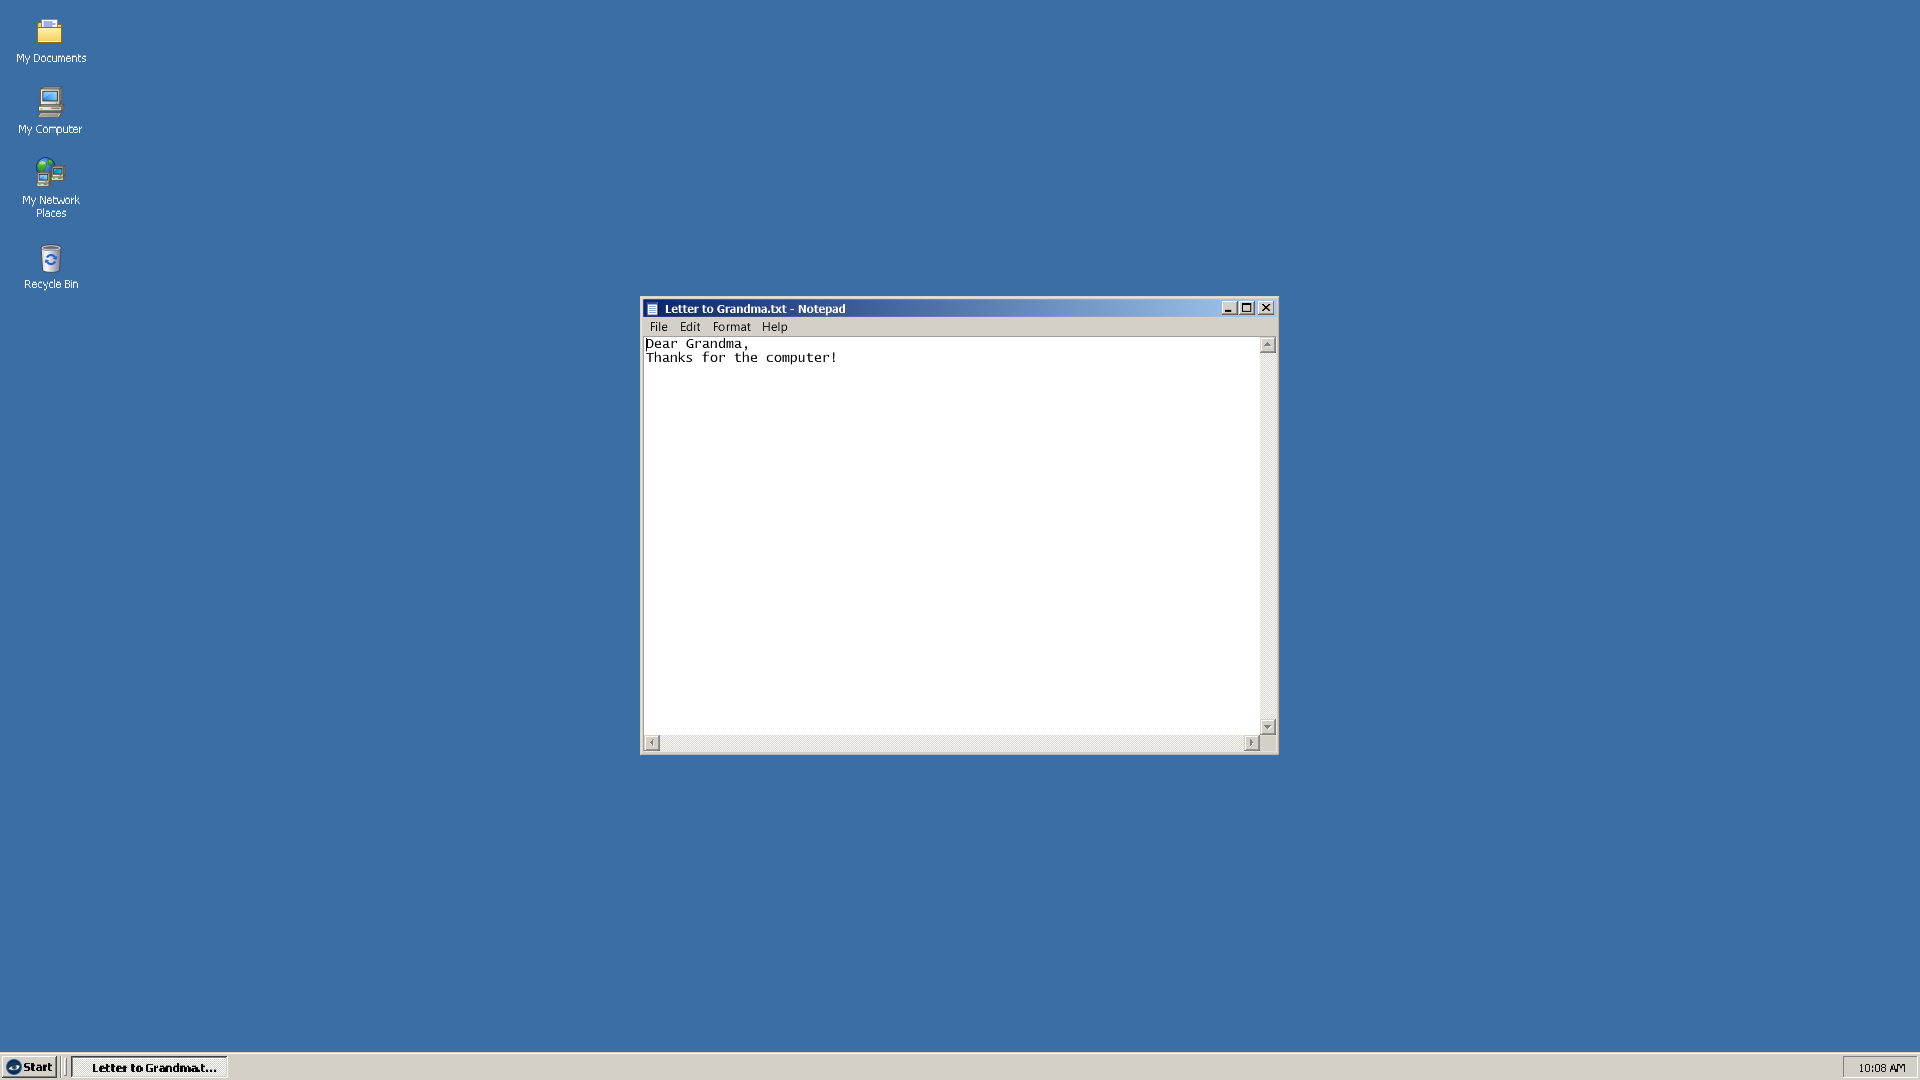 My Documents
My Computer
My Network
Places
Recycle Bin
Letter to Grandma.txt - Notepad
File Edit Format Help
Dear Grandma,
Thanks for the computer!
Start
Letter to Grandma.t...
10:08 AM